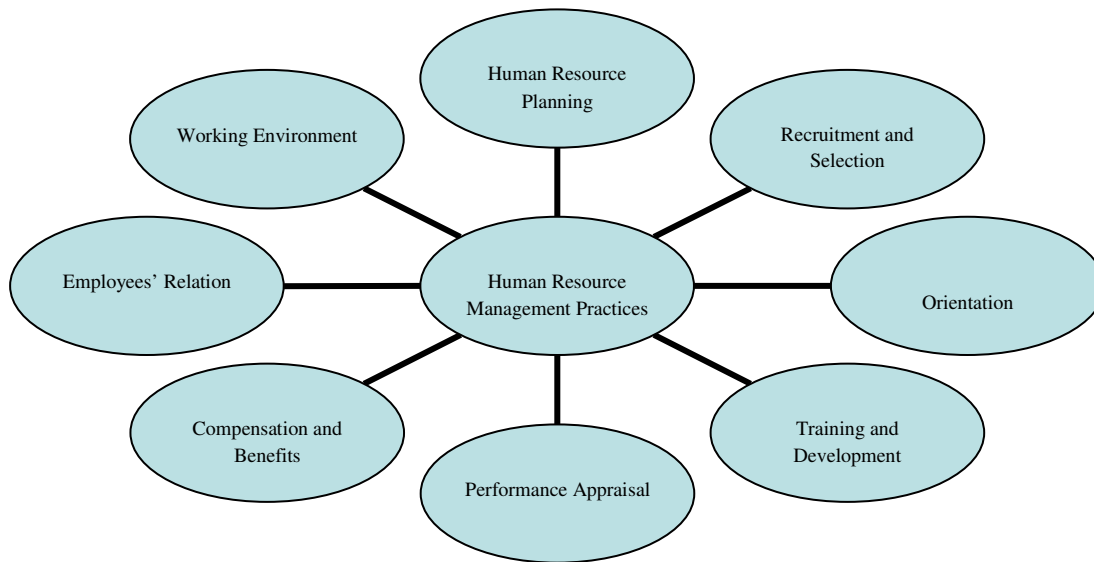 Human Resource
Planning
Working Environment
Recruitment and
Selection
Employees’ Relation
Human Resource
Management Practices
Orientation
Compensation and
Benefits
Training and
Development
Performance Appraisal